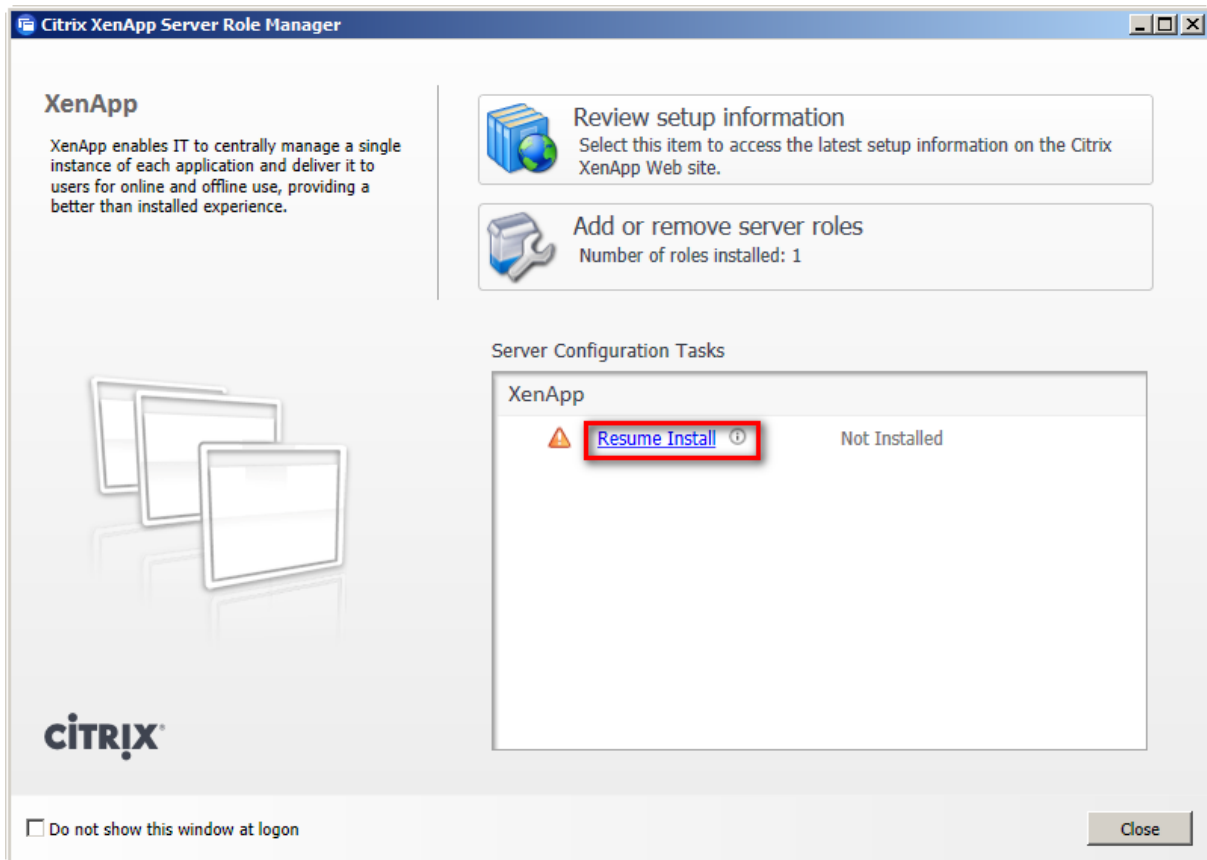 Citrix XenApp Server Role Manager
XenApp
XenApp enables IT to centrally manage a single
instance of each application and deliver it to
users for online and offline use, providing a
better than installed experience.
Review setup information
Select this item to access the latest setup information on the Citrix
XenApp Web site.
Add or remove server roles
Number of roles installed: 1
Server Configuration Tasks
XenApp
Resume Install Not Installed
CİTRIX
Do not show this window at logon
Close